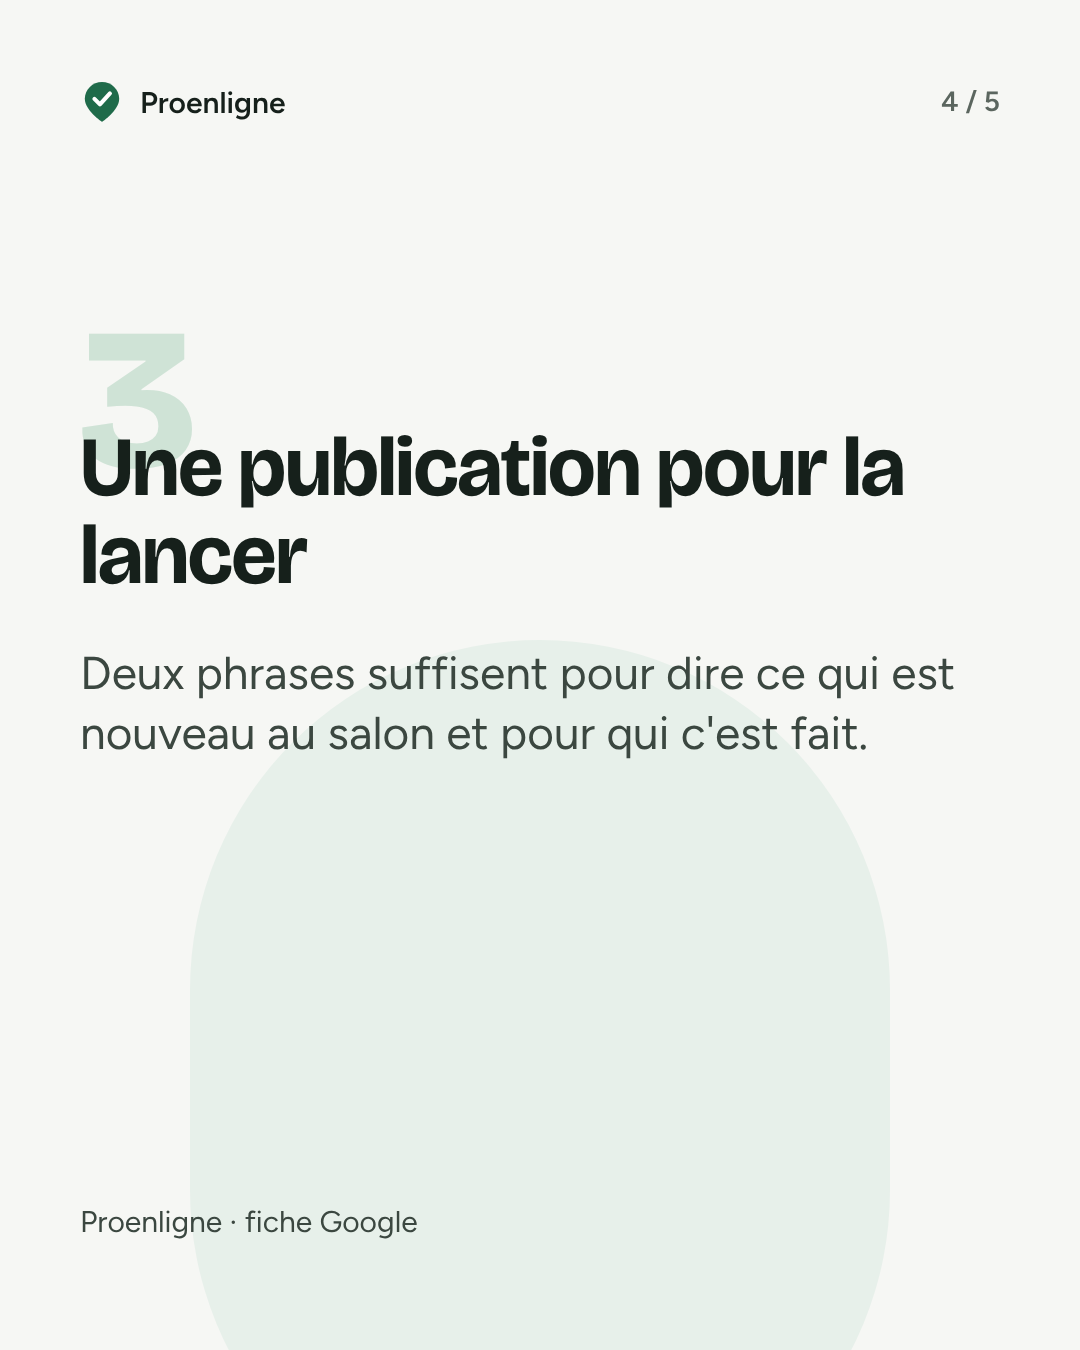 Proenligne
4 / 5
3
Une publication pour la
lancer
Deux phrases suffisent pour dire ce qui est
nouveau au salon et pour qui c'est fait.
Proenligne · fiche Google